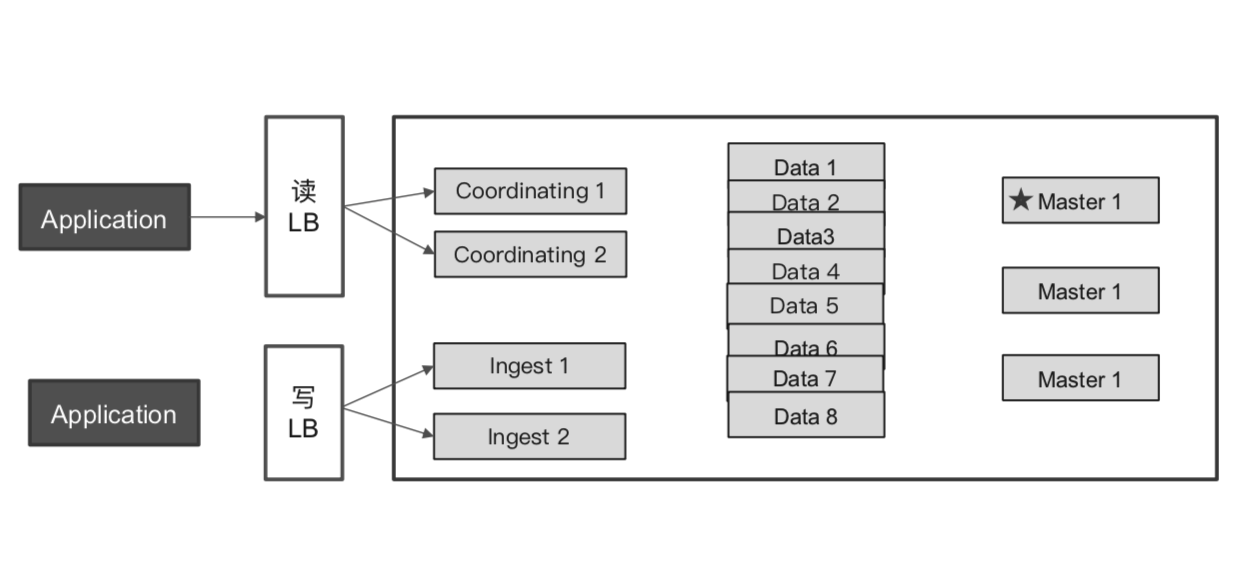 Application
读
LB
Coordinating 1
Coordinating 2
Application
写
LB
Ingest 1
Ingest 2
Data 1
Data 2
Data3
Data 4
Data 5
Data 6
Data 7
Data 8
★ Master 1
Master 1
Master 1